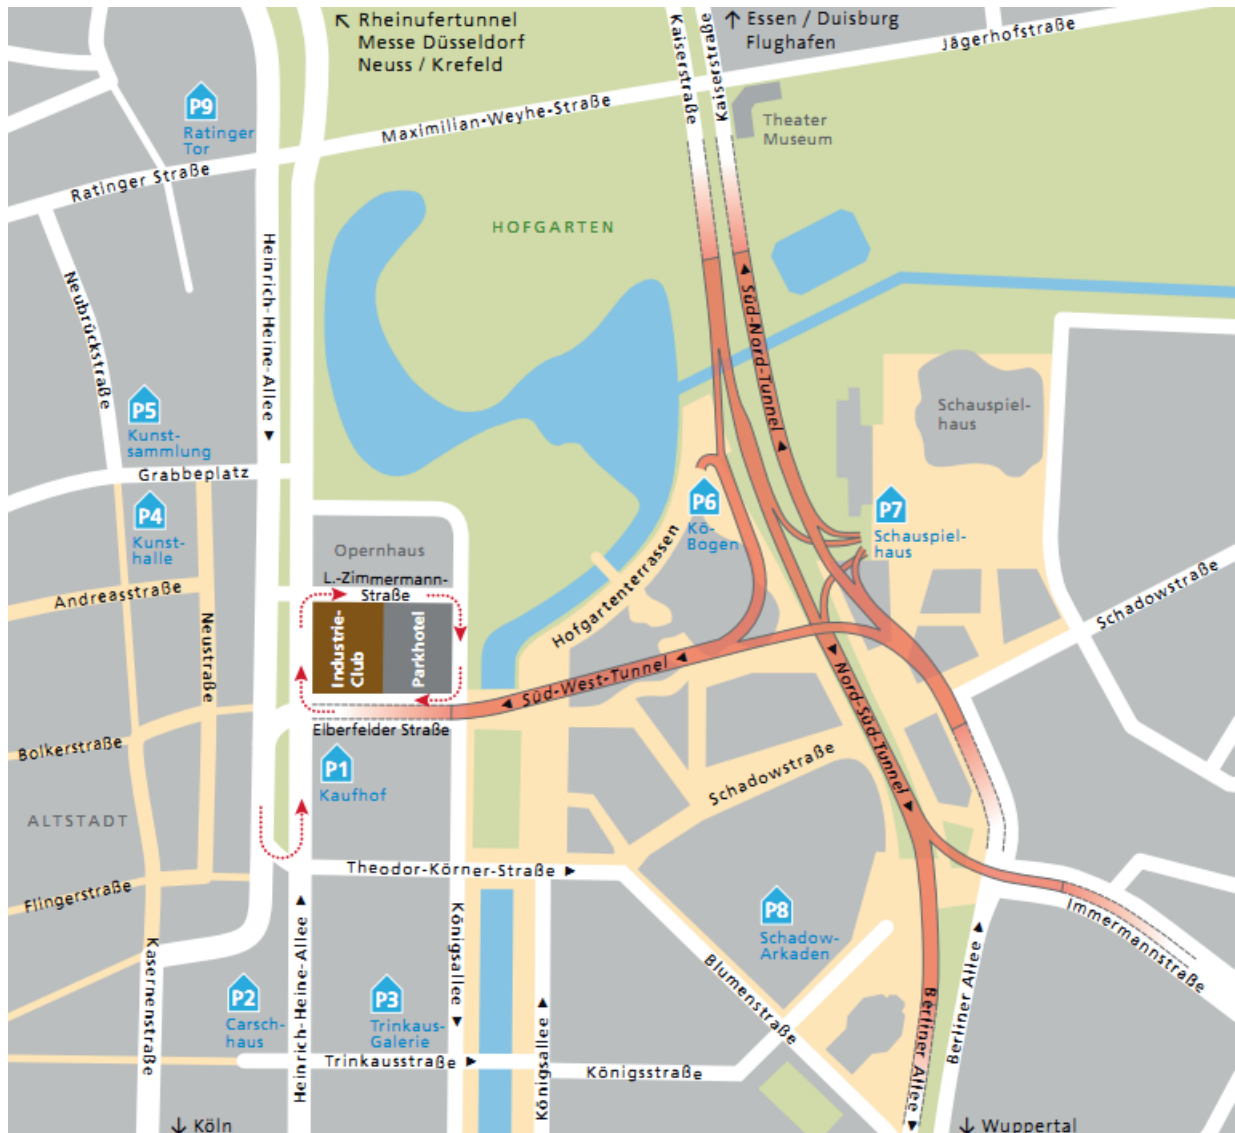 Rheinufertunnel
Messe Düsseldorf
Neuss / Krefeld
Kaiserstraße
Kaiserstraße
Essen / Duisburg
Flughafen
Jägerhofstraße
P9
Ratinger
Tor
Maximilian-Weyhe-Straße
Theater
Museum
Ratinger Straße
HOFGARTEN
Heinrich-Heine-Allee
Neubrückstraße
Süd-Nord-Tunnel
P5
Kunst-
sammlung
Schauspiel-
haus
Grabbeplatz
P4
Kunst-
halle
P6
Kö-
Bogen
P7
Schauspiel-
haus
Opernhaus
L.-Zimmermann-
Straße
Andreasstraße
Neustraße
Industrie-
Club
Parkhotel
Hofgartenterrassen
Schadowstraße
Süd-West-Tunnel
Nord-Süd-Tunnel
Elberfelder Straße
Bolkerstraße
P1
Kaufhof
Schadowstraße
ALTSTADT
Theodor-Körner-Straße
Flingerstraße
Kasernenstraße
Heinrich-Heine-Allee
Königsallee
P8
Schadow-
Arkaden
Immermannstraße
Berliner Allee
Blumenstraße
P2
Carsch-
haus
P3
Trinkaus-
Galerie
Königsallee
Berliner Allee
Trinkausstraße
Königsstraße
Köln
Wuppertal